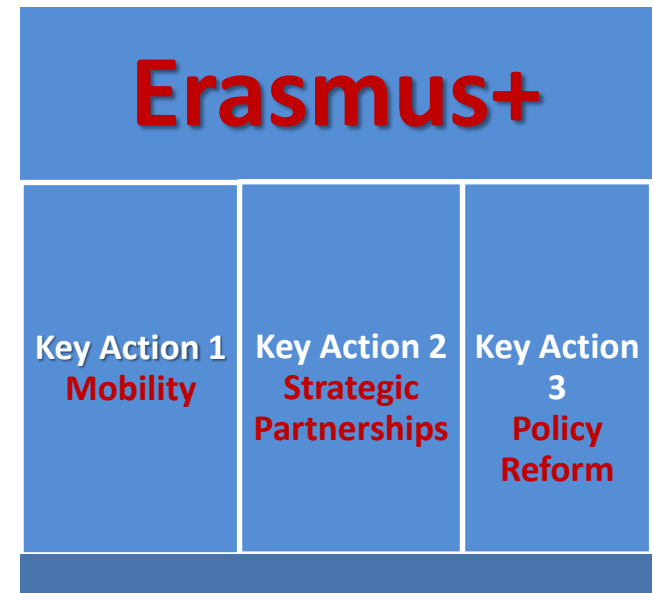 Erasmus+
Key Action 1
Mobility
Key Action 2
Strategic
Partnerships
Key Action
3
Policy
Reform